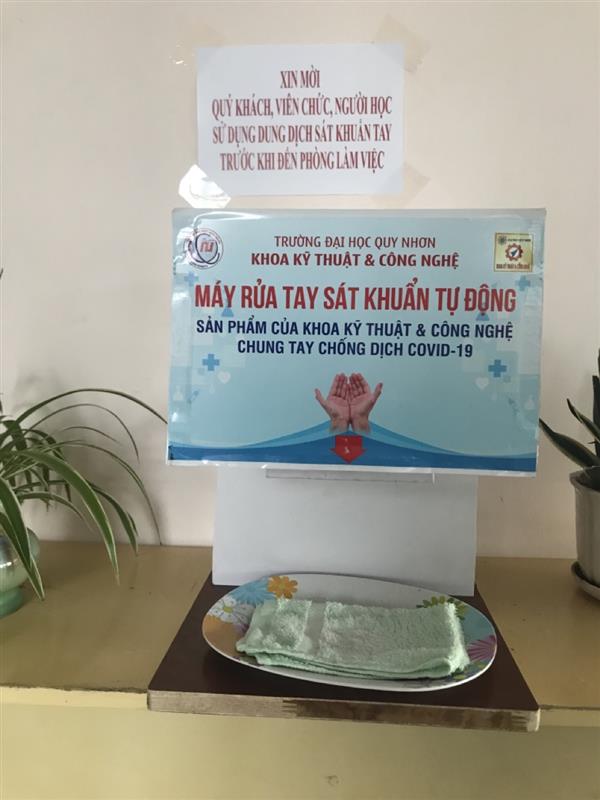 XIN MỜI
QUÝ KHÁCH, VIÊN CHỨC, NGƯỜI HỌC
SỬ DỤNG DUNG DỊCH SÁT KHUẨN TAY
TRƯỚC KHI ĐẾN PHÒNG LÀM VIỆC
TRƯỜNG ĐẠI HỌC QUY NHƠN
KHOA KỸ THUẬT & CÔNG NGHỆ
MÁY RỬA TAY SÁT KHUẨN TỰ ĐỘNG
SẢN PHẨM CỦA KHOA KỸ THUẬT & CÔNG NGHỆ
CHUNG TAY CHỐNG DỊCH COVID-19